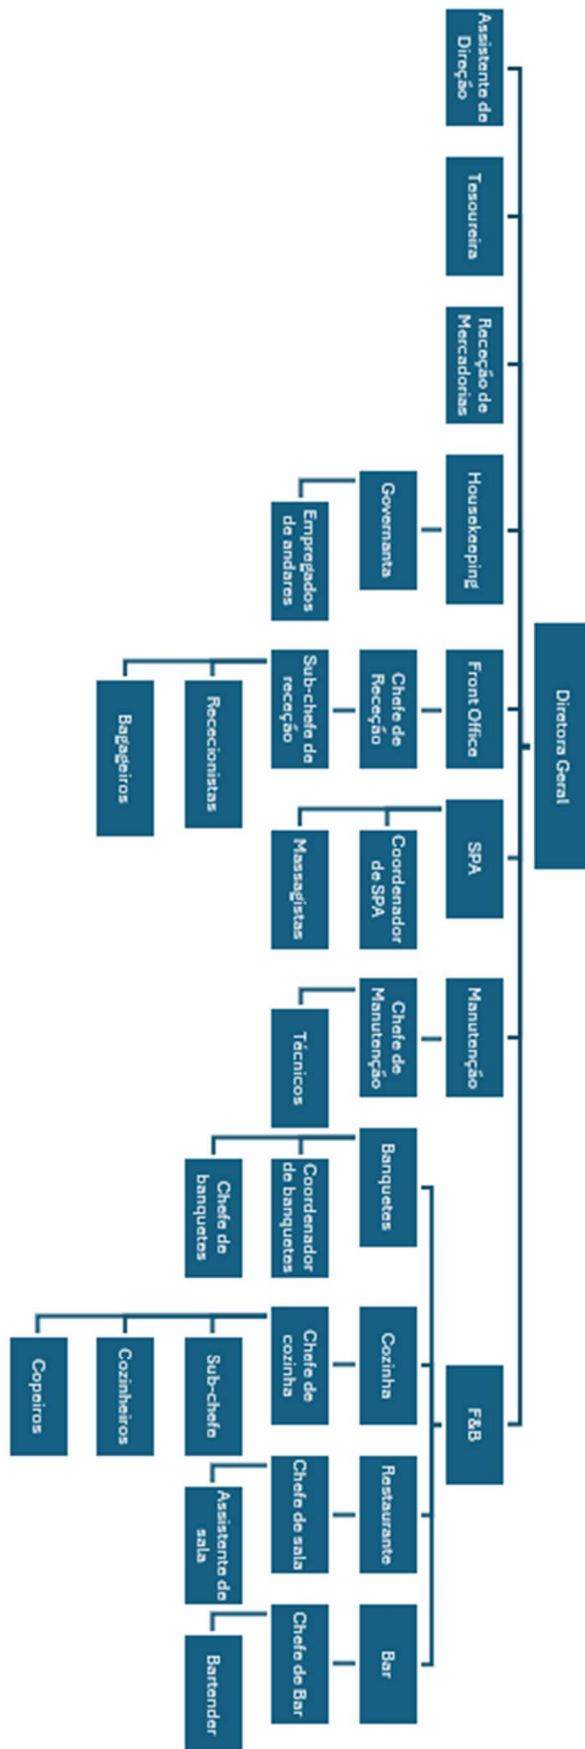 Diretora Geral
Assistente de
Direção
Tesoureira
Receção de
Mercadorias
Housekeeping
Front Office
SPA
Manutenção
F&B
Governanta
Chefe de
Receção
Coordenador
de SPA
Chefe de
Manutenção
Banquetes
Cozinha
Restaurante
Bar
Empregados
de andares
Sub-chefe de
receção
Massagistas
Técnicos
Coordenador
de banquetes
Chefe de
cozinha
Chefe de sala
Chefe de Bar
Rececionistas
Chefe de
banquetes
Sub-chefe
Assistente de
sala
Bartender
Bagageiros
Cozinheiros
Copeiros